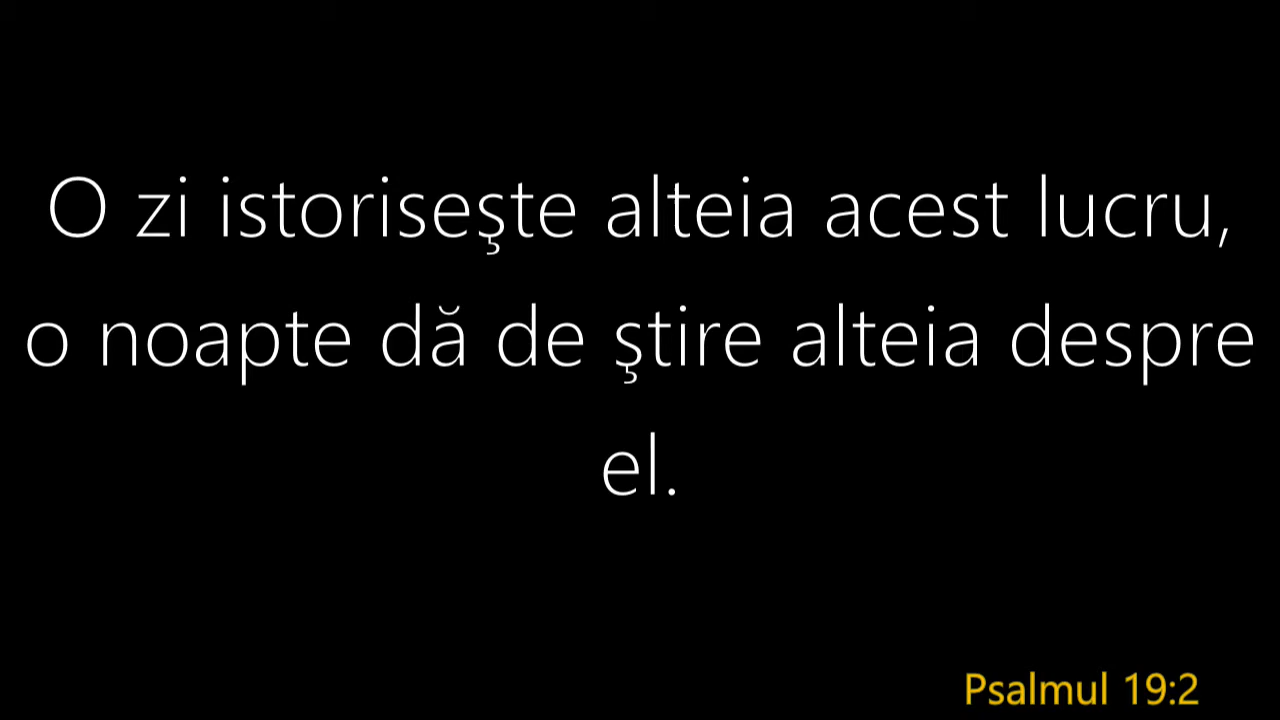 O zi istoriseşte alteia acest lucru,
o noapte dă de ştire alteia despre
el.
Psalmul 19:2